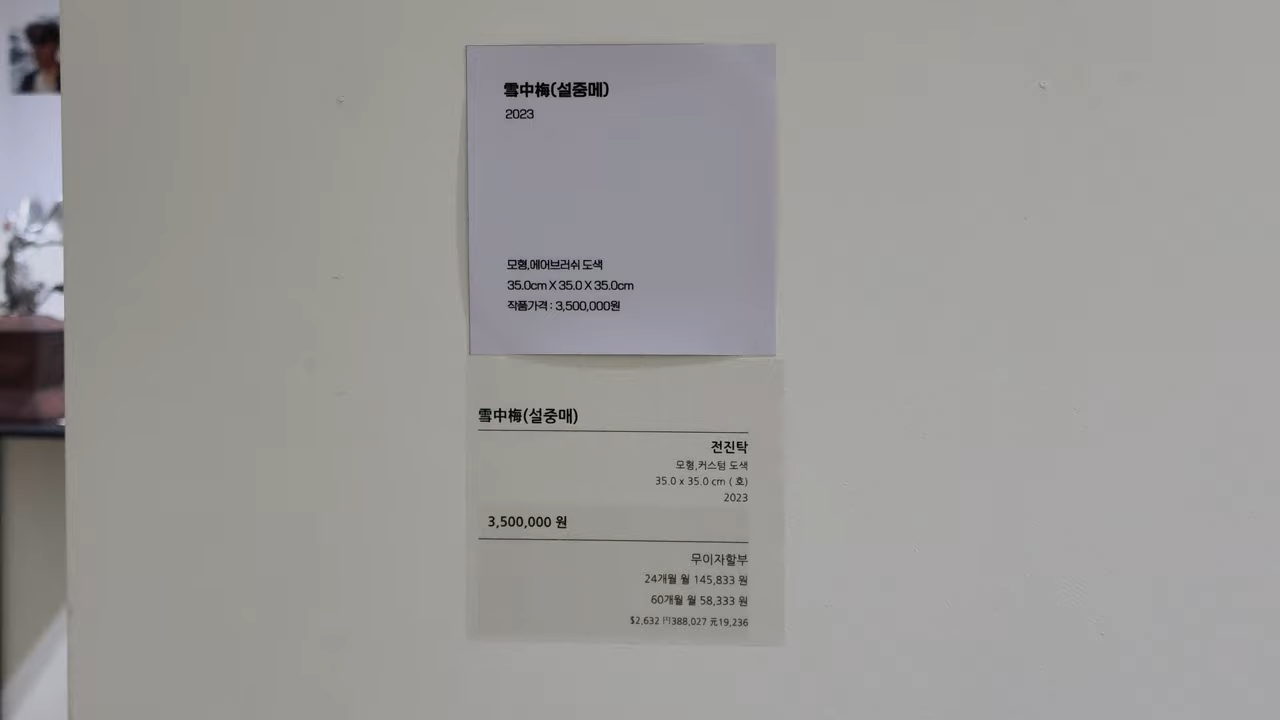 雪中梅(설중메)
2023
모형,에어브러쉬 도색
35.0cm X 35.0 X 35.0cm
작품가격 : 3,500,000원
雪中梅(설중매)
전진탁
모형,커스텀 도색
35.0 x 35.0 cm ( 호)
2023
3,500,000 원
무이자할부
24개월 월 145,833 원
60개월 월 58,333 원
$2,632 円388,027 元19,236